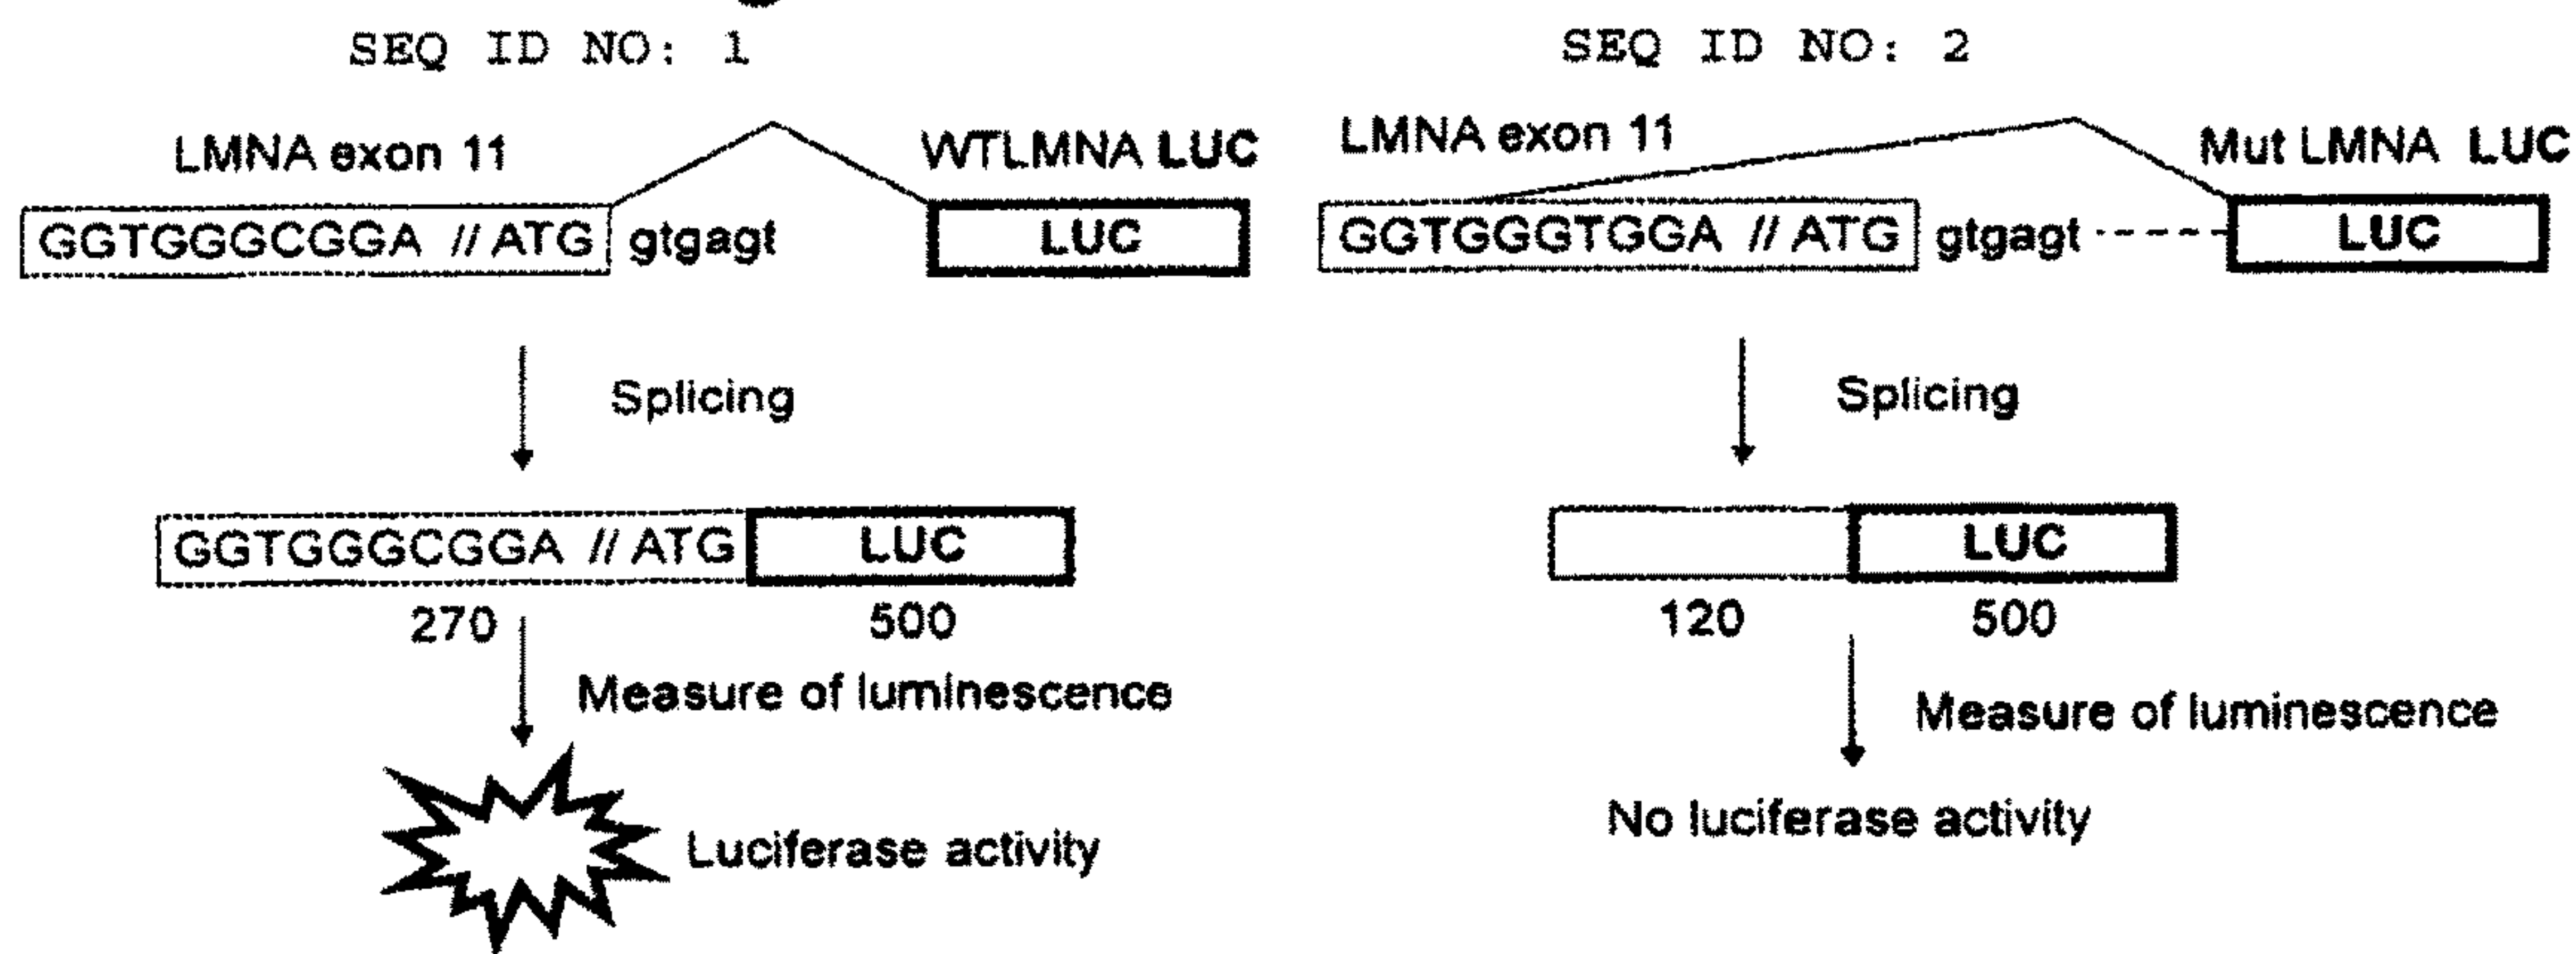 SEQ ID NO: 1
LMNA exon 11
WTLMNA LUC
GGTGGGCGGA // ATG gtgagt LUC
Splicing
GGTGGGCGGA // ATG LUC
270 500
Measure of luminescence
Luciferase activity
SEQ ID NO: 2
LMNA exon 11
Mut LMNA LUC
GGTGGGTGGA // ATG gtgagt LUC
Splicing
LUC
120 500
Measure of luminescence
No luciferase activity